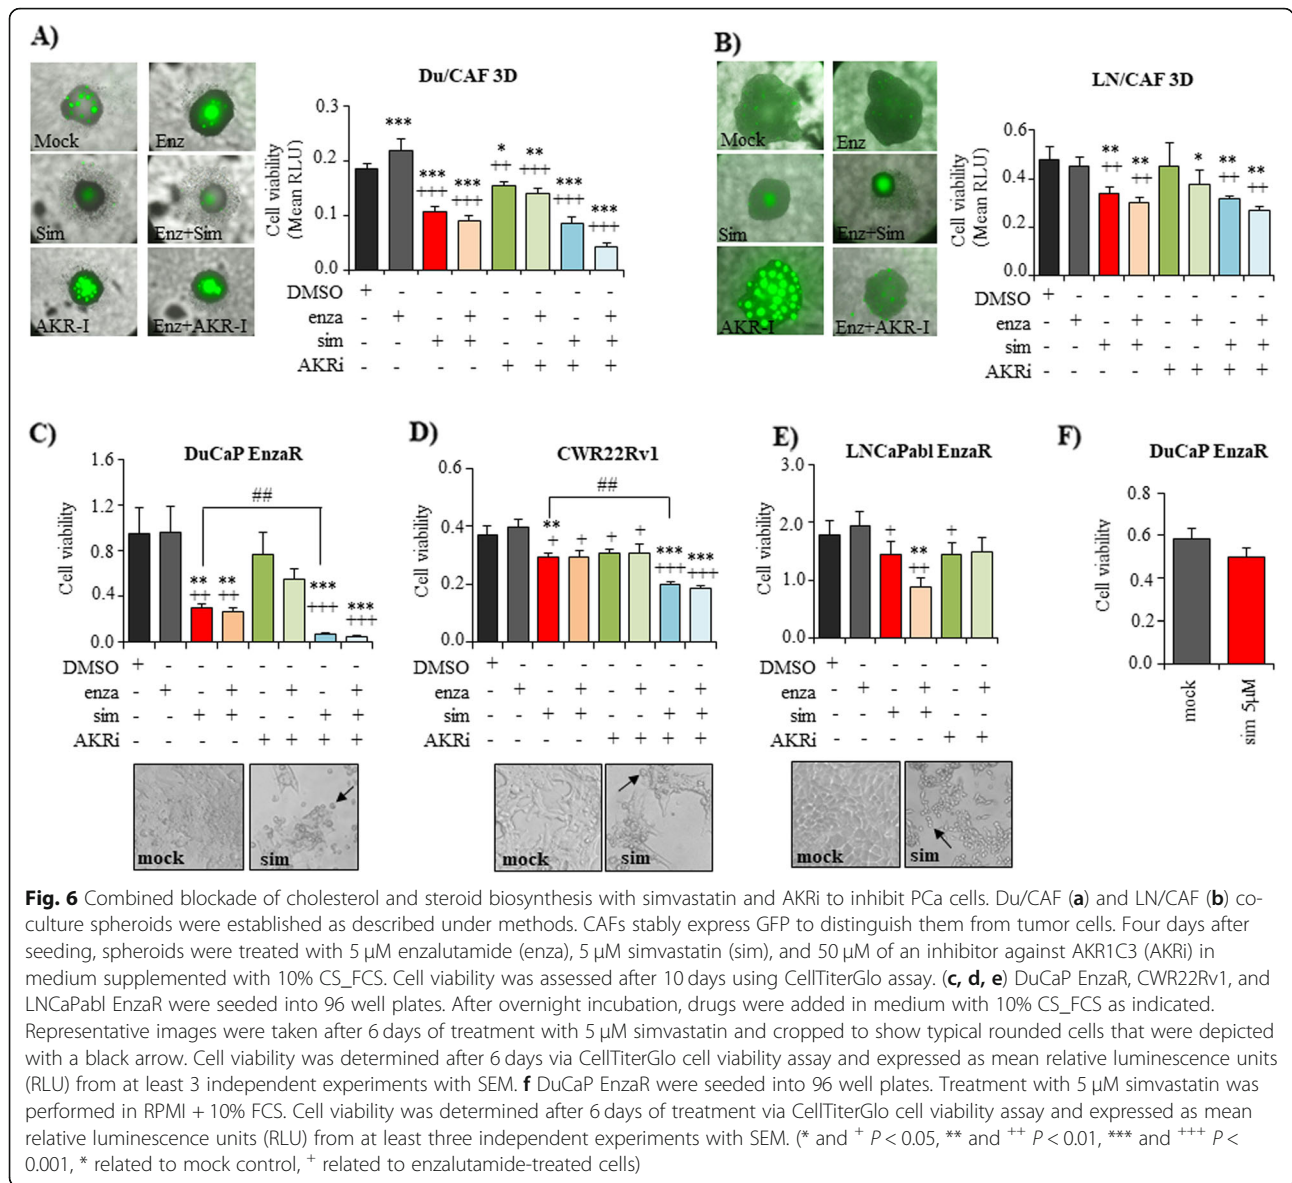 A)
Mock
Enz
Sim
Enz+Sim
AKR-I
Enz+AKR-I
Du/CAF 3D
Cell viability
(Mean RLU)
0.3
0.2
0.1
0.0
***
***
+++
***
+++
*
++
**
+++
***
+++
***
+++
DMSO + - - - - - - -
enza - + - + - + - +
sim - - + + - - + +
AKRi - - - - + + + +
B)
Mock
Enz
Sim
Enz+Sim
AKR-I
Enz+AKR-I
LN/CAF 3D
Cell viability
(Mean RLU)
0.6
0.4
0.2
0.0
**
++
**
++
*
**
++
**
++
DMSO + - - - - - - -
enza - + - + - + - +
sim - - + + - - + +
AKRi - - - - + + + +
C)
DuCaP EnzaR
Cell viability
1.6
1.2
0.8
0.4
0.0
##
**
++
**
++
***
+++
***
+++
DMSO + - - - - - - -
enza - + - + - + - +
sim - - + + - - + +
AKRi - - - - + + + +
mock
sim
D)
CWR22Rv1
Cell viability
0.6
0.4
0.2
0.0
##
**
+
+
+
+
***
+++
***
+++
DMSO + - - - - - - -
enza - + - + - + - +
sim - - + + - - + +
AKRi - - - - + + + +
mock
sim
E)
LNCaPabl EnzaR
Cell viability
3.0
2.0
1.0
0.0
+
**
++
+
DMSO + - - - - -
enza - + - + - +
sim - - + + - -
AKRi - - - - + +
mock
sim
F)
DuCaP EnzaR
Cell viability
0.8
0.6
0.4
0.2
0.0
mock
sim 5µM
Fig. 6 Combined blockade of cholesterol and steroid biosynthesis with simvastatin and AKRi to inhibit PCa cells. Du/CAF (a) and LN/CAF (b) co-
culture spheroids were established as described under methods. CAFs stably express GFP to distinguish them from tumor cells. Four days after
seeding, spheroids were treated with 5 µM enzalutamide (enza), 5 µM simvastatin (sim), and 50 µM of an inhibitor against AKR1C3 (AKRi) in
medium supplemented with 10% CS_FCS. Cell viability was assessed after 10 days using CellTiterGlo assay. (c, d, e) DuCaP EnzaR, CWR22Rv1, and
LNCaPabl EnzaR were seeded into 96 well plates. After overnight incubation, drugs were added in medium with 10% CS_FCS as indicated.
Representative images were taken after 6 days of treatment with 5 µM simvastatin and cropped to show typical rounded cells that were depicted
with a black arrow. Cell viability was determined after 6 days via CellTiterGlo cell viability assay and expressed as mean relative luminescence units
(RLU) from at least 3 independent experiments with SEM. f DuCaP EnzaR were seeded into 96 well plates. Treatment with 5 µM simvastatin was
performed in RPMI + 10% FCS. Cell viability was determined after 6 days of treatment via CellTiterGlo cell viability assay and expressed as mean
relative luminescence units (RLU) from at least three independent experiments with SEM. (* and + P < 0.05, ** and ++ P < 0.01, *** and +++ P <
0.001, * related to mock control, + related to enzalutamide-treated cells)